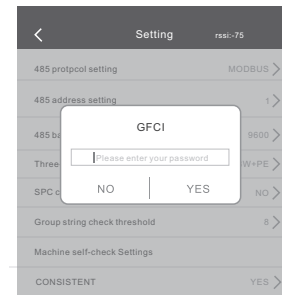 Setting rssi:-75
485 protpcol setting MODBUS
485 address setting 1
485 ba 9600
GFCI
Please enter your password
Three W+PE
NO YES
SPC c NO
Group string check threshold 8
Machine self-check Settings
CONSISTENT YES